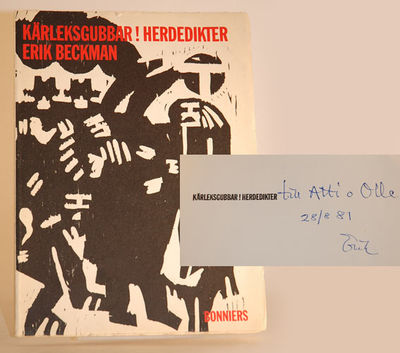 KÄRLEKSGUBBAR! HERDEDIKTER
ERIK BECKMAN
KÄRLEKSGUBBAR! HERDEDIKTER till Atti o Olle
28/8 81
Erik
BONNIERS